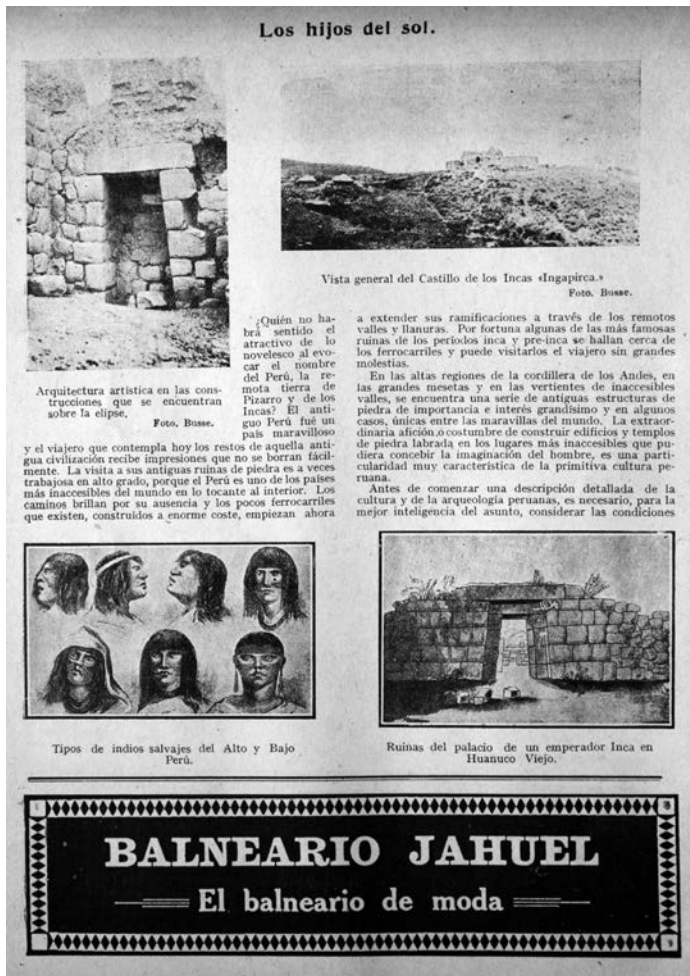 Los hijos del sol.
Vista general del Castillo de los Incas «Ingapirca.»
Foto. Busse.
Arquitectura artística en las cons-
trucciones que se encuentran
sobre la elipse.
Foto. Busse.
¿Quién no ha-
brá sentido el
atractivo de lo
novelesco al evo-
car el nombre
del Perú, la re-
mota tierra de
Pizarro y de los
Incas? El anti-
guo Perú fué un
país maravilloso
y el viajero que contempla hoy los restos de aquella anti-
gua civilización recibe impresiones que no se borran fácil-
mente. La visita a sus antiguas ruinas de piedra es a veces
trabajosa en alto grado, porque el Perú es uno de los países
más inaccesibles del mundo en lo tocante al interior. Los
caminos brillan por su ausencia y los pocos ferrocarriles
que existen, construidos a enorme coste, empiezan ahora
a extender sus ramificaciones a través de los remotos
valles y llanuras. Por fortuna algunas de las más famosas
ruinas de los períodos inca y pre-inca se hallan cerca de
los ferrocarriles y puede visitarlos el viajero sin grandes
molestias.
En las altas regiones de la cordillera de los Andes, en
las grandes mesetas y en las vertientes de inaccesibles
valles, se encuentra una serie de antiguas estructuras de
piedra de importancia e interés grandísimo y en algunos
casos, únicas entre las maravillas del mundo. La extraor-
dinaria afición o costumbre de construir edificios y templos
de piedra labrada en los lugares más inaccesibles que pu-
diera concebir la imaginación del hombre, es una parti-
cularidad muy característica de la primitiva cultura pe-
ruana.
Antes de comenzar una descripción detallada de la
cultura y de la arqueología peruanas, es necesario, para la
mejor inteligencia del asunto, considerar las condiciones
Tipos de indios salvajes del Alto y Bajo
Perú.
Ruinas del palacio de un emperador Inca en
Huanuco Viejo.
BALNEARIO JAHUEL
El balneario de moda